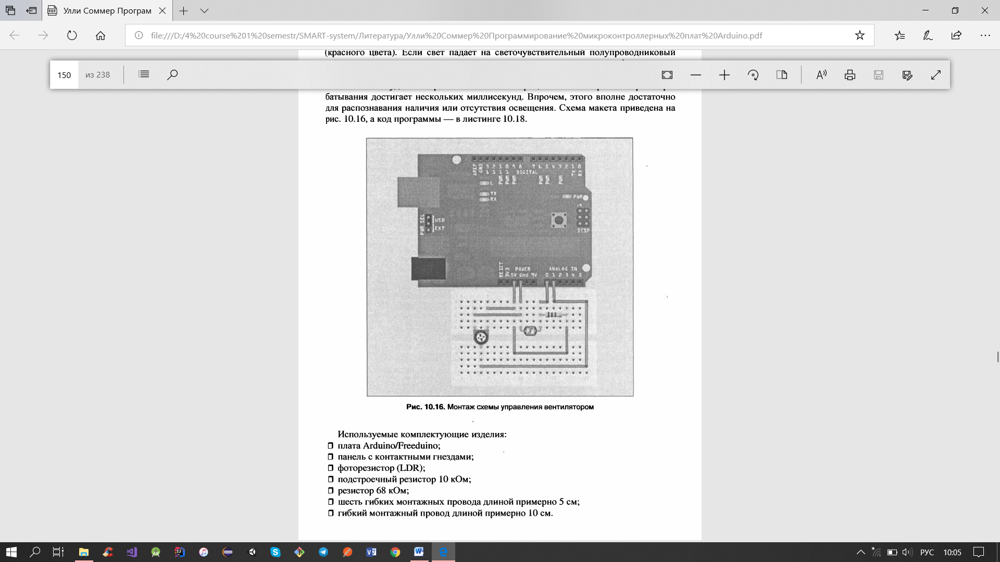 Улли Соммер Програм
file:///D:/4%20course%201%20semestr/SMART-system/Литература/Улли%20Соммер%20Программирование%20микроконтроллерных%20плат%20Arduino.pdf
(красного цвета). Если свет падает на светочувствительный полупроводниковый
150 из 238
батывания достигает нескольких миллисекунд. Впрочем, этого вполне достаточно
для распознавания наличия или отсутствия освещения. Схема макета приведена на
рис. 10.16, а код программы — в листинге 10.18.
AREF GND 13 12 11 10 9 8 7 6 5 4 3 2 1 0
DIGITAL
PWM PWM PWM PWM PWM PWM TX RX
L
TX
RX
PWR
PWR SEL
USB
EXT
ICSP
RESET 3V3
POWER
ANALOG IN
5V Gnd 9V 0 1 2 3 4 5
Рис. 10.16. Монтаж схемы управления вентилятором
Используемые комплектующие изделия:
❒ плата Arduino/Freeduino;
❒ панель с контактными гнездами;
❒ фоторезистор (LDR);
❒ подстроечный резистор 10 кОм;
❒ резистор 68 кОм;
❒ шесть гибких монтажных провода длиной примерно 5 см;
❒ гибкий монтажный провод длиной примерно 10 см.
РУС 10:05